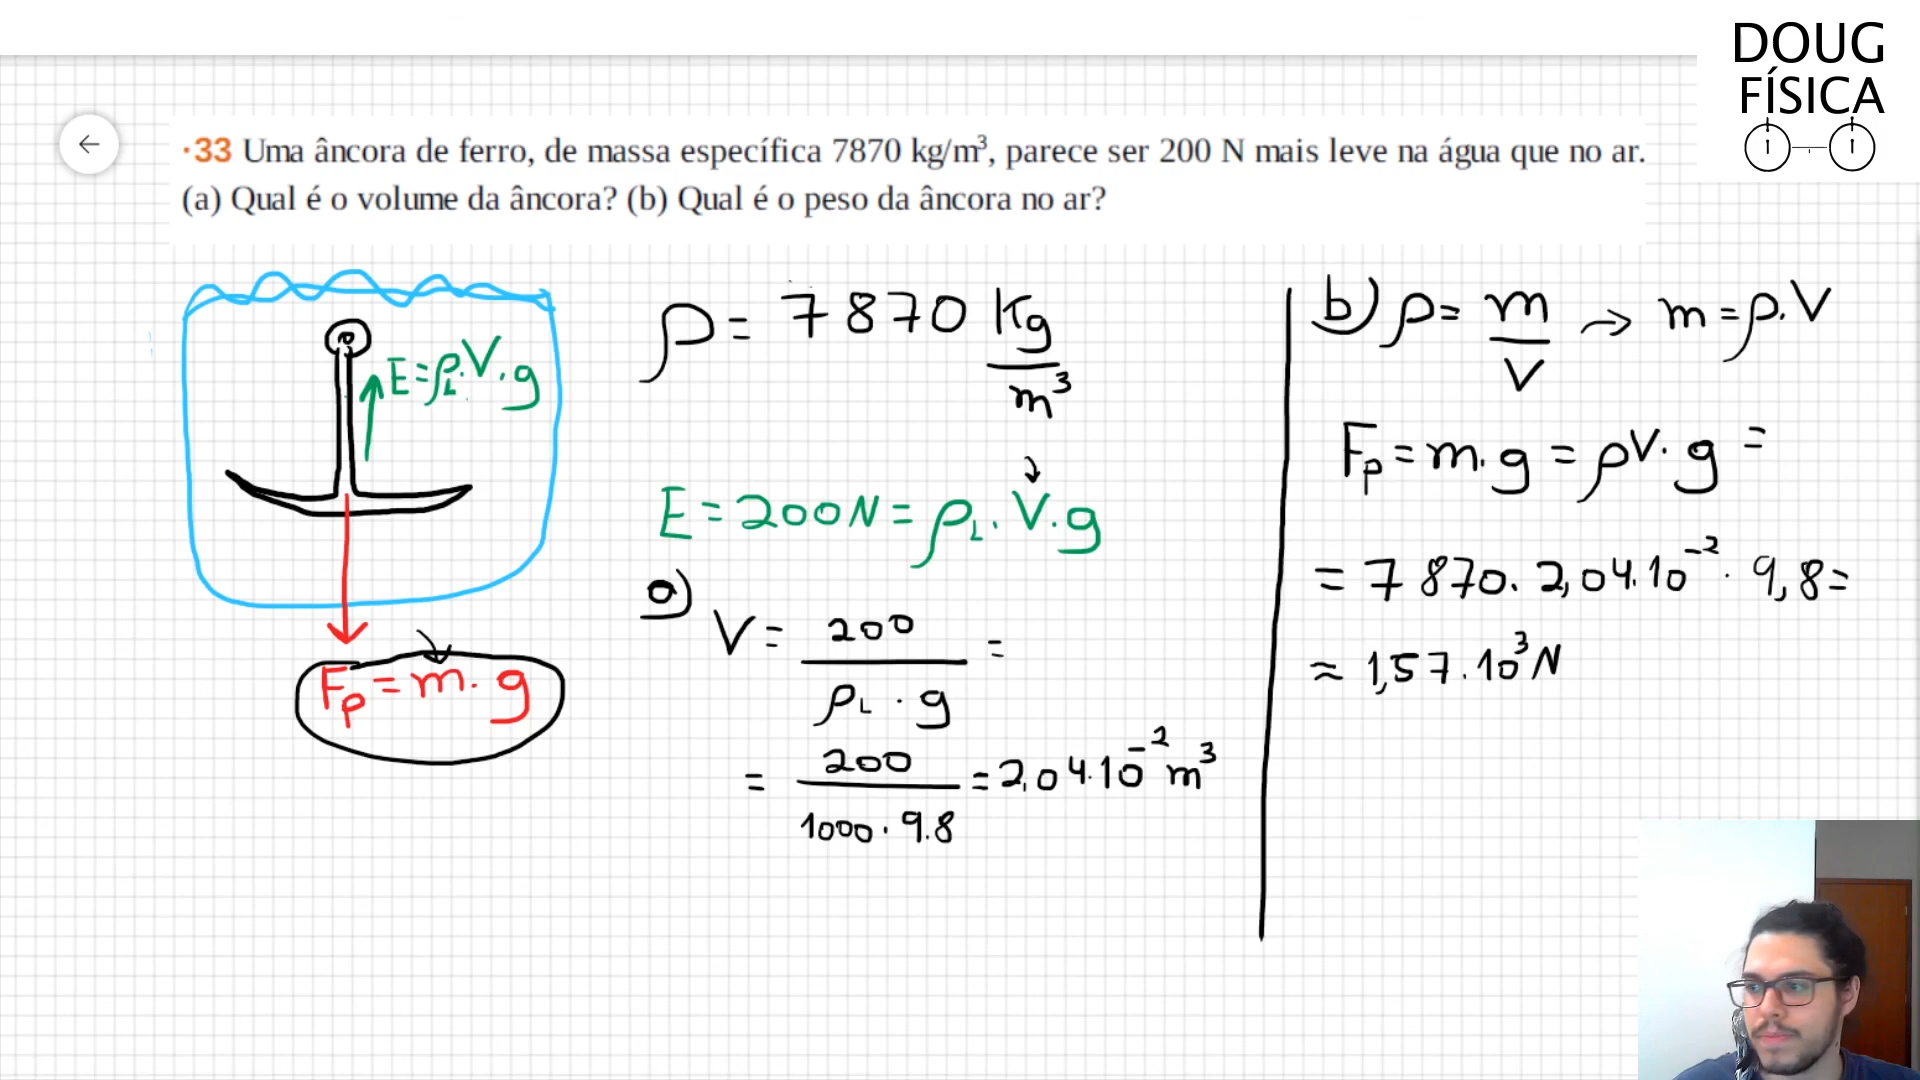 DOUG
FÍSICA
·33 Uma âncora de ferro, de massa específica 7870 kg/m³, parece ser 200 N mais leve na água que no ar.
(a) Qual é o volume da âncora? (b) Qual é o peso da âncora no ar?
E=ρL.V.g
Fp=m.g
ρ= 7870 Kg/m³
E=200N=ρL.V.g
a) V= 200/ρL·g =
= 200/1000·9.8 =2,04.10⁻² m³
b) ρ= m/V → m=ρ.V
Fp=m.g=ρV.g=
=7870.2,04.10⁻²·9,8=
≈ 1,57.10³N